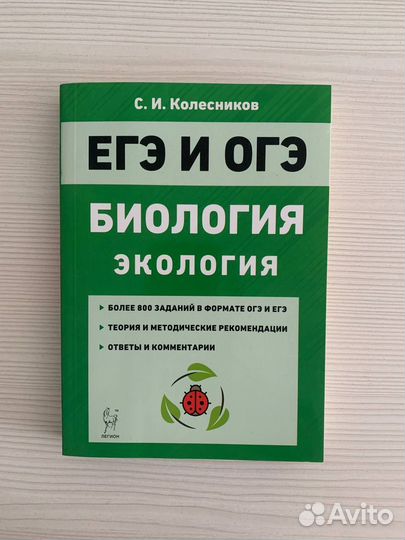 С. И. Колесников
ЕГЭ И ОГЭ
БИОЛОГИЯ
ЭКОЛОГИЯ
БОЛЕЕ 800 ЗАДАНИЙ В ФОРМАТЕ ОГЭ И ЕГЭ
ТЕОРИЯ И МЕТОДИЧЕСКИЕ РЕКОМЕНДАЦИИ
ОТВЕТЫ И КОММЕНТАРИИ
ЛЕГИОН
Avito